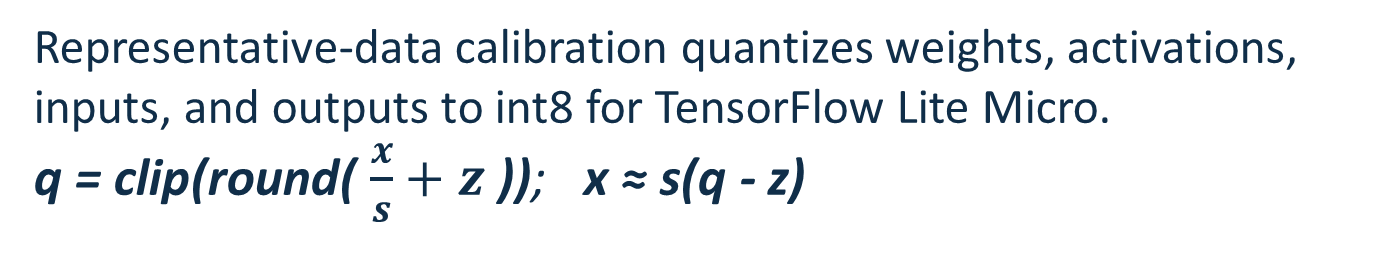 Representative-data calibration quantizes weights, activations,
inputs, and outputs to int8 for TensorFlow Lite Micro.
q = clip(round( x/s + z )); x ≈ s(q - z)